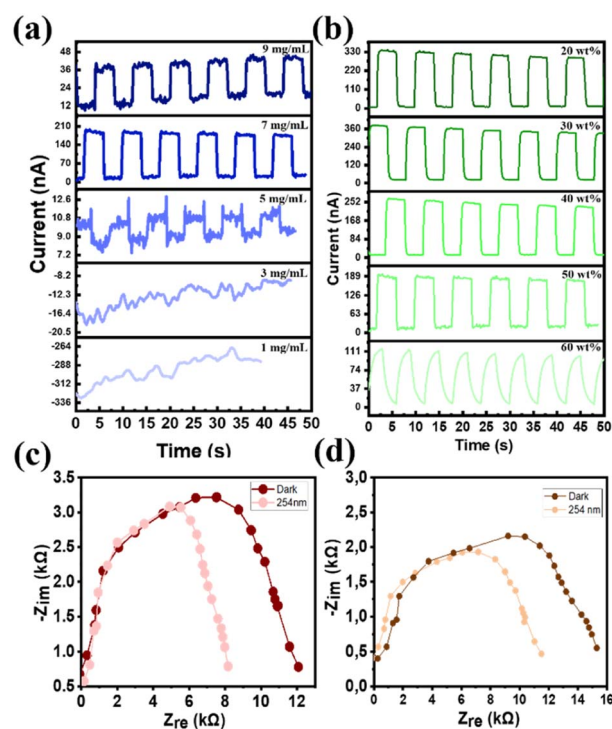 (a)
9 mg/mL
48
36
24
12
7 mg/mL
210
140
70
0
5 mg/mL
12.6
10.8
9.0
7.2
3 mg/mL
-8.2
-12.3
-16.4
-20.5
1 mg/mL
-264
-288
-312
-336
Current (nA)
0 5 10 15 20 25 30 35 40 45 50
Time (s)
(b)
20 wt%
330
220
110
0
30 wt%
360
240
120
0
40 wt%
252
168
84
0
50 wt%
189
126
63
0
60 wt%
111
74
37
0
Current (nA)
0 5 10 15 20 25 30 35 40 45 50
Time (s)
(c)
3.5
3.0
2.5
2.0
1.5
1.0
0.5
-Zim (kΩ)
Dark
254nm
0 2 4 6 8 10 12
Zre (kΩ)
(d)
3,0
2,5
2,0
1,5
1,0
0,5
0,0
-Zim (kΩ)
Dark
254nm
0 2 4 6 8 10 12 14 16
Zre (kΩ)